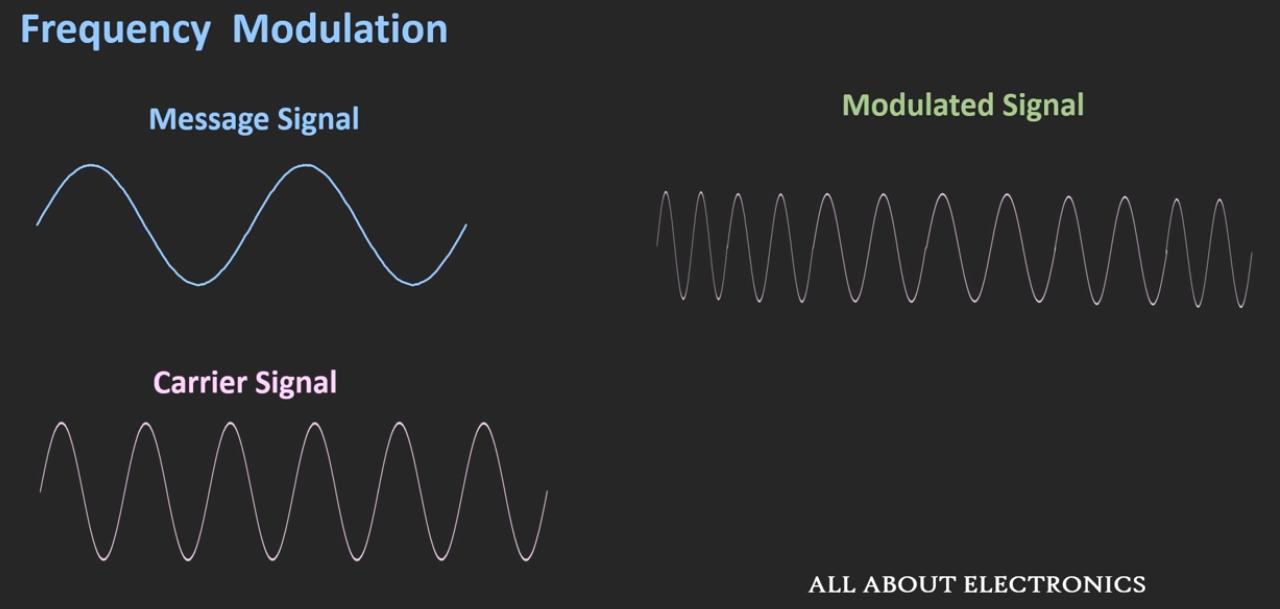 Frequency Modulation
Message Signal
Modulated Signal
Carrier Signal
ALL ABOUT ELECTRONICS